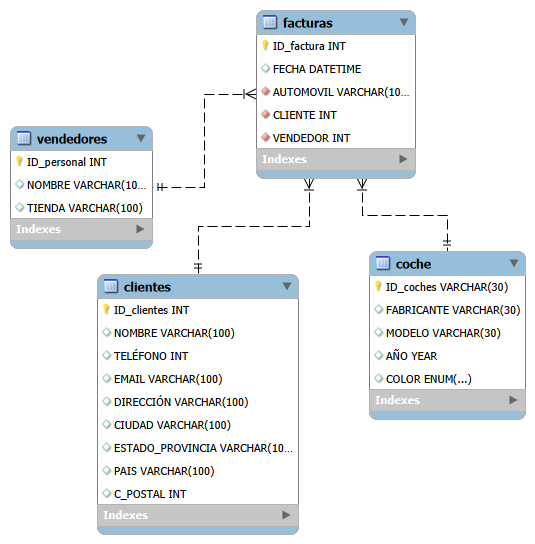 facturas
ID_factura INT
FECHA DATETIME
AUTOMOVIL VARCHAR(10...
CLIENTE INT
VENDEDOR INT
Indexes
vendedores
ID_personal INT
NOMBRE VARCHAR(10...
TIENDA VARCHAR(100)
Indexes
clientes
ID_clientes INT
NOMBRE VARCHAR(100)
TELÉFONO INT
EMAIL VARCHAR(100)
DIRECCIÓN VARCHAR(100)
CIUDAD VARCHAR(100)
ESTADO_PROVINCIA VARCHAR(10...
PAIS VARCHAR(100)
C_POSTAL INT
Indexes
coche
ID_coches VARCHAR(30)
FABRICANTE VARCHAR(30)
MODELO VARCHAR(30)
AÑO YEAR
COLOR ENUM(...)
Indexes